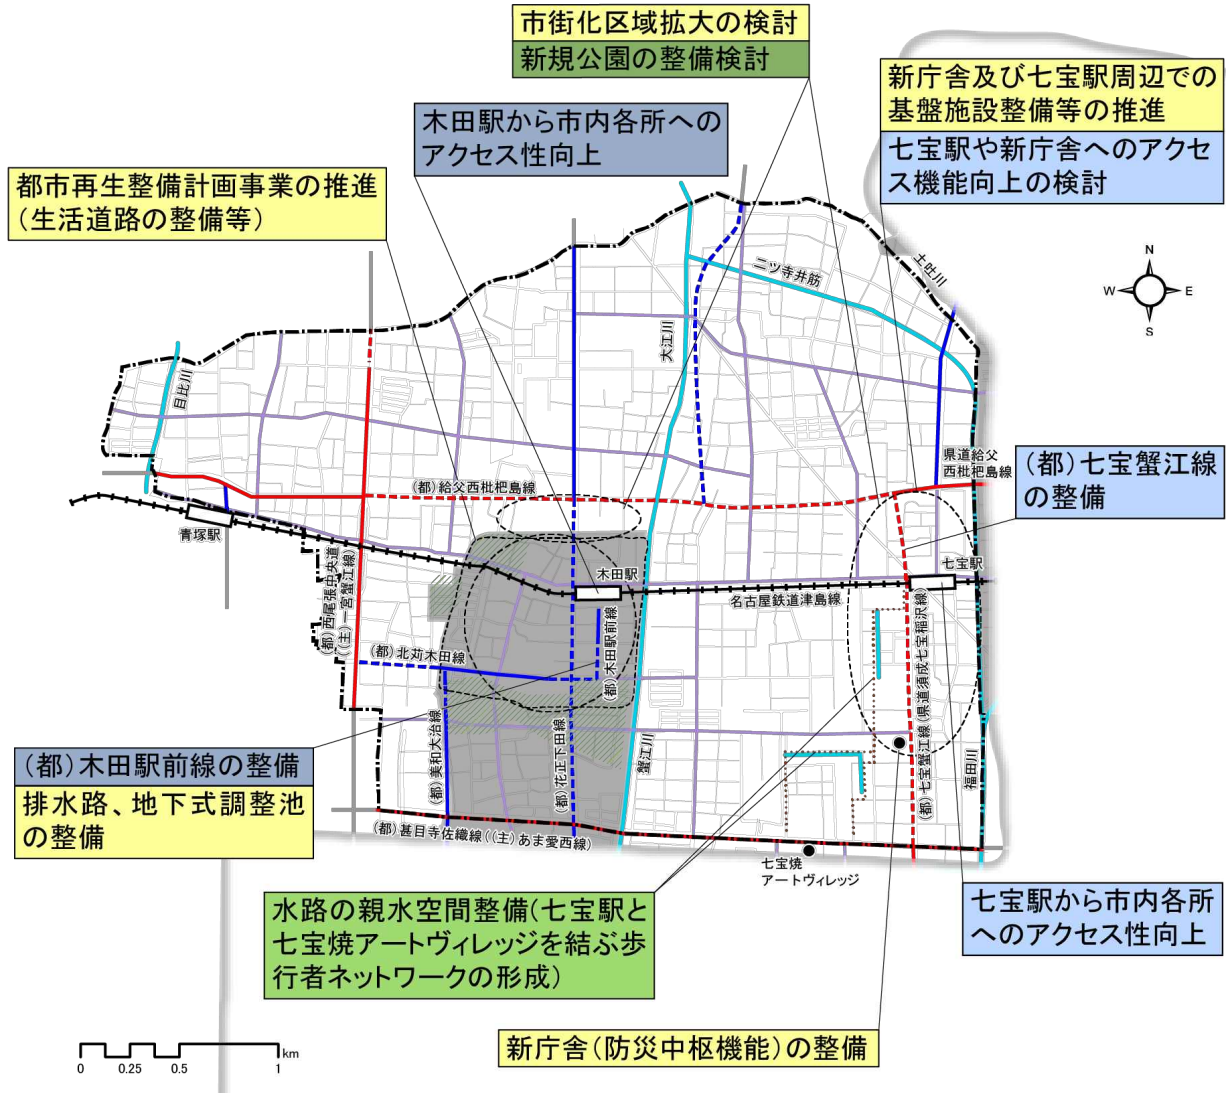 市街化区域拡大の検討
新規公園の整備検討
新庁舎及び七宝駅周辺での
基盤施設整備等の推進
七宝駅や新庁舎へのアクセ
ス機能向上の検討
木田駅から市内各所への
アクセス性向上
都市再生整備計画事業の推進
（生活道路の整備等）
N
W
E
S
土吐川
二ツ寺井筋
大江川
目比川
県道給父
西枇杷島線
（都）七宝蟹江線
の整備
（都）給父西枇杷島線
青塚駅
木田駅
七宝駅
名古屋鉄道津島線
（都）西尾張中央道
（（主）一宮蟹江線）
（都）北苅木田線
（都）木田駅前線
（都）美和大治線
（都）花正下田線
蟹江川
（都）七宝蟹江線（県道須成七宝稲沢線）
福田川
（都）木田駅前線の整備
排水路、地下式調整池
の整備
（都）甚目寺佐織線（（主）あま愛西線）
七宝焼
アートヴィレッジ
水路の親水空間整備（七宝駅と
七宝焼アートヴィレッジを結ぶ歩
行者ネットワークの形成）
七宝駅から市内各所
へのアクセス性向上
新庁舎（防災中枢機能）の整備
km
0 0.25 0.5 1